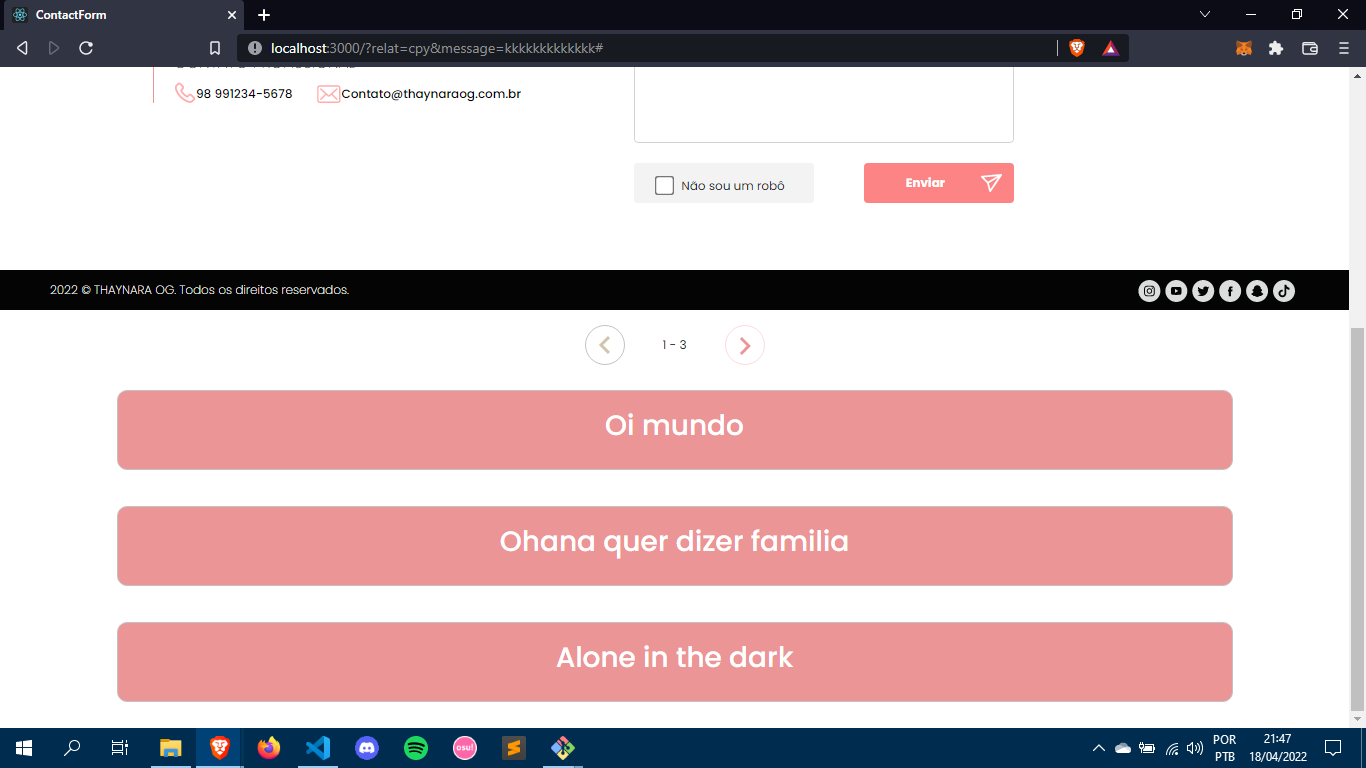 ContactForm
localhost:3000/?relat=cpy&message=kkkkkkkkkkkkk#
98 991234-5678
Contato@thaynaraog.com.br
Não sou um robô
Enviar
2022 © THAYNARA OG. Todos os direitos reservados.
1 - 3
Oi mundo
Ohana quer dizer familia
Alone in the dark
osu!
POR
PTB
21:47
18/04/2022